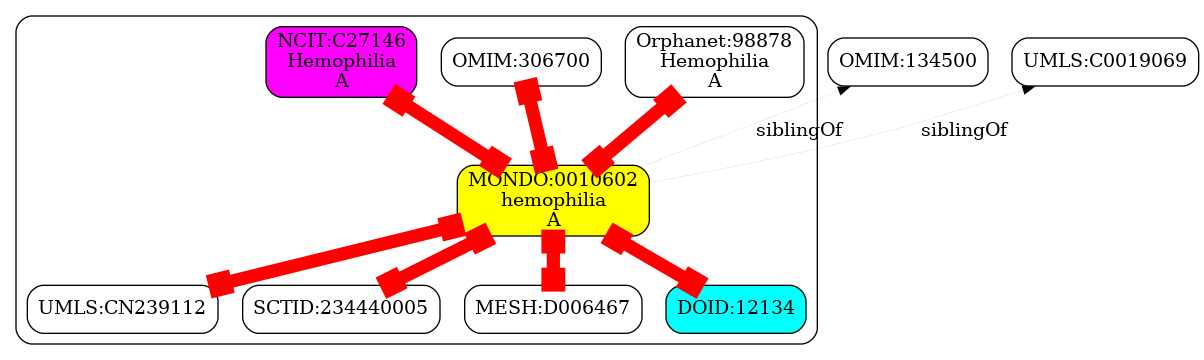 NCIT:C27146
Hemophilia
A
OMIM:306700
Orphanet:98878
Hemophilia
A
OMIM:134500
UMLS:C0019069
siblingOf
siblingOf
MONDO:0010602
hemophilia
A
UMLS:CN239112
SCTID:234440005
MESH:D006467
DOID:12134